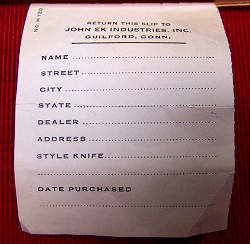 RETURN THIS SLIP TO
JOHN EK INDUSTRIES, INC.
GUILFORD, CONN.
NAME
STREET
CITY
STATE
DEALER
ADDRESS
STYLE KNIFE
DATE PURCHASED